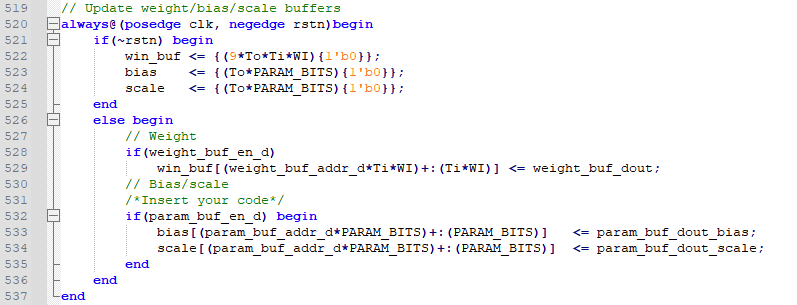 519 // Update weight/bias/scale buffers
520 always@(posedge clk, negedge rstn)begin
521 if(~rstn) begin
522 win_buf <= {(9*To*Ti*WI){1'b0}};
523 bias <= {(To*PARAM_BITS){1'b0}};
524 scale <= {(To*PARAM_BITS){1'b0}};
525 end
526 else begin
527 // Weight
528 if(weight_buf_en_d)
529 win_buf[(weight_buf_addr_d*Ti*WI)+:(Ti*WI)] <= weight_buf_dout;
530 // Bias/scale
531 /*Insert your code*/
532 if(param_buf_en_d) begin
533 bias[(param_buf_addr_d*PARAM_BITS)+:(PARAM_BITS)] <= param_buf_dout_bias;
534 scale[(param_buf_addr_d*PARAM_BITS)+:(PARAM_BITS)] <= param_buf_dout_scale;
535 end
536 end
537 end